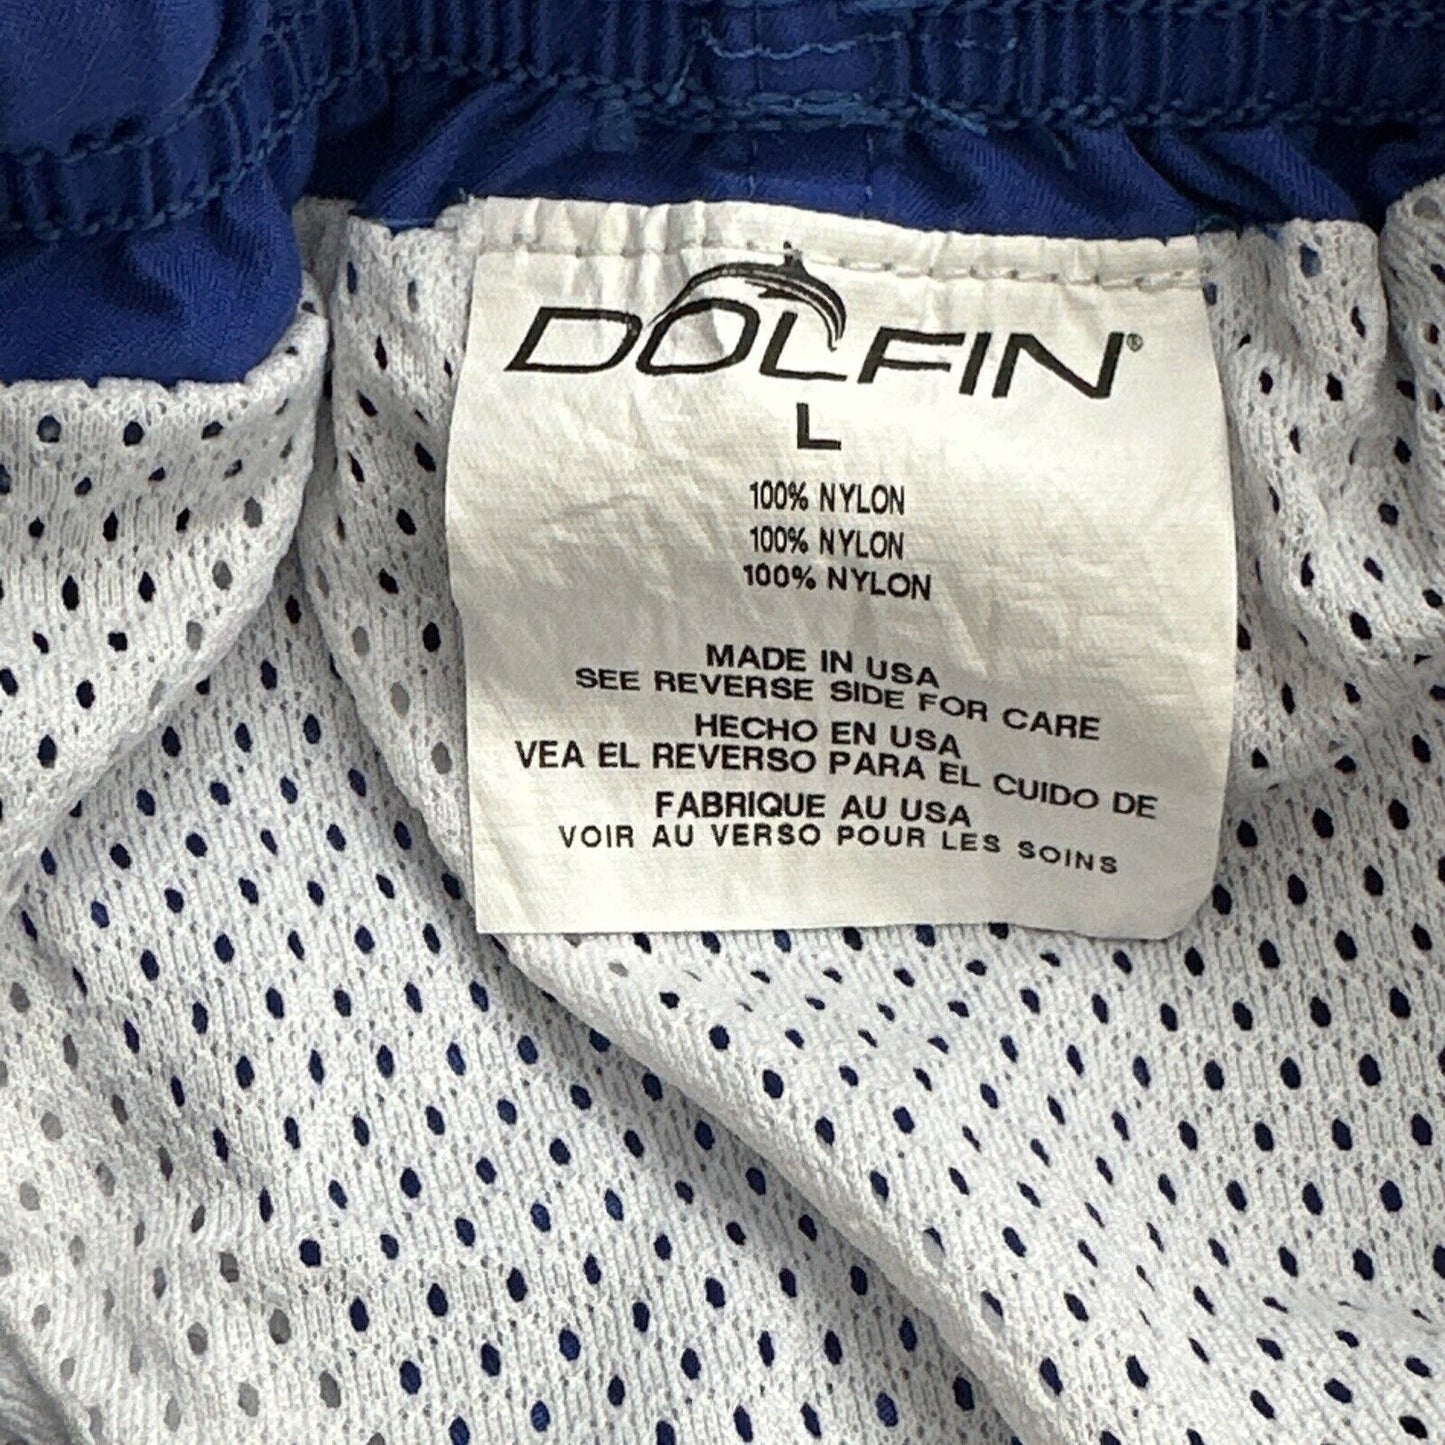 DOLFIN®
L
100% NYLON
100% NYLON
100% NYLON
MADE IN USA
SEE REVERSE SIDE FOR CARE
HECHO EN USA
VEA EL REVERSO PARA EL CUIDO DE
FABRIQUE AU USA
VOIR AU VERSO POUR LES SOINS